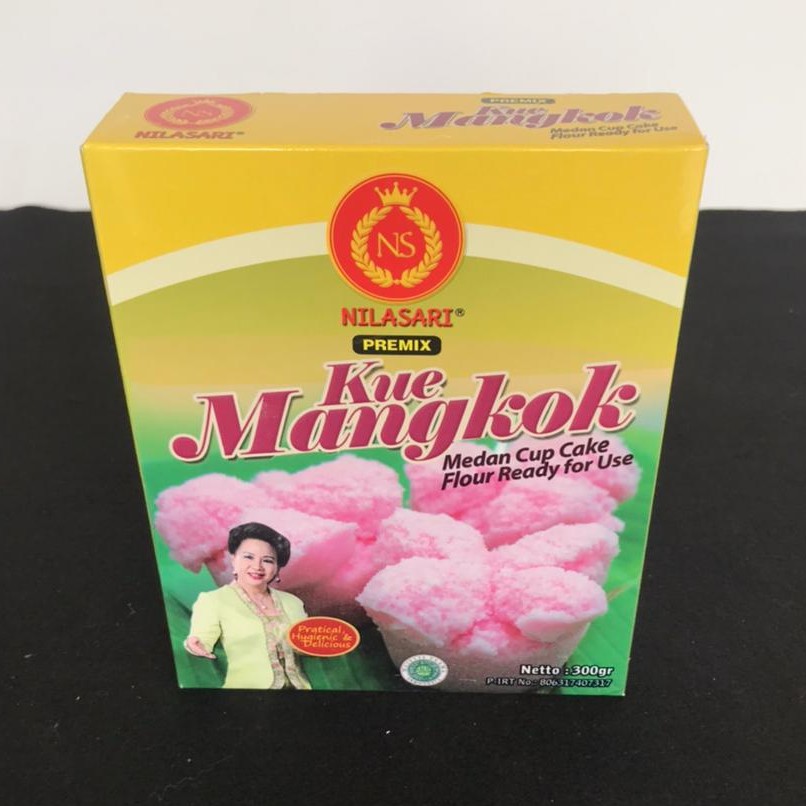 NILASARI®
PREMIX
Kue
Mangkok
Medan Cup Cake
Flour Ready for Use
NS
NILASARI®
PREMIX
Kue
Mangkok
Medan Cup Cake
Flour Ready for Use
Pratical
Hugienic &
Delicious
Netto : 300gr
P-IRT No.: 806317407317